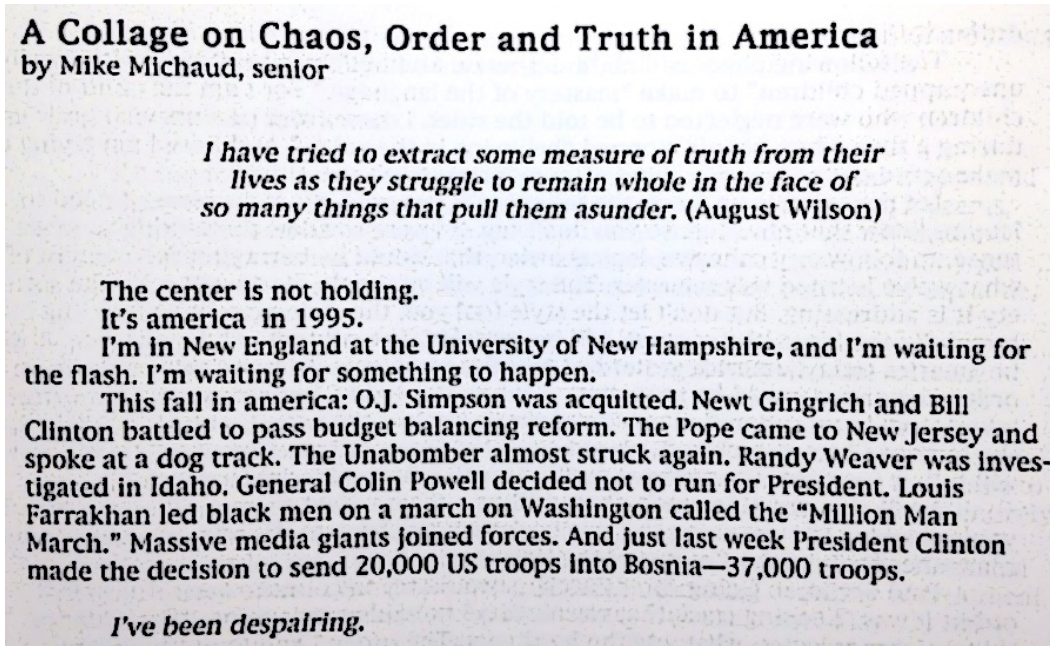 A Collage on Chaos, Order and Truth in America
by Mike Michaud, senior
I have tried to extract some measure of truth from their
lives as they struggle to remain whole in the face of
so many things that pull them asunder. (August Wilson)
The center is not holding.
It's america in 1995.
I'm in New England at the University of New Hampshire, and I'm waiting for
the flash. I'm waiting for something to happen.
This fall in america: O.J. Simpson was acquitted. Newt Gingrich and Bill
Clinton battled to pass budget balancing reform. The Pope came to New Jersey and
spoke at a dog track. The Unabomber almost struck again. Randy Weaver was inves-
tigated in Idaho. General Colin Powell decided not to run for President. Louis
Farrakhan led black men on a march on Washington called the "Million Man
March." Massive media giants joined forces. And just last week President Clinton
made the decision to send 20,000 US troops into Bosnia—37,000 troops.
I've been despairing.